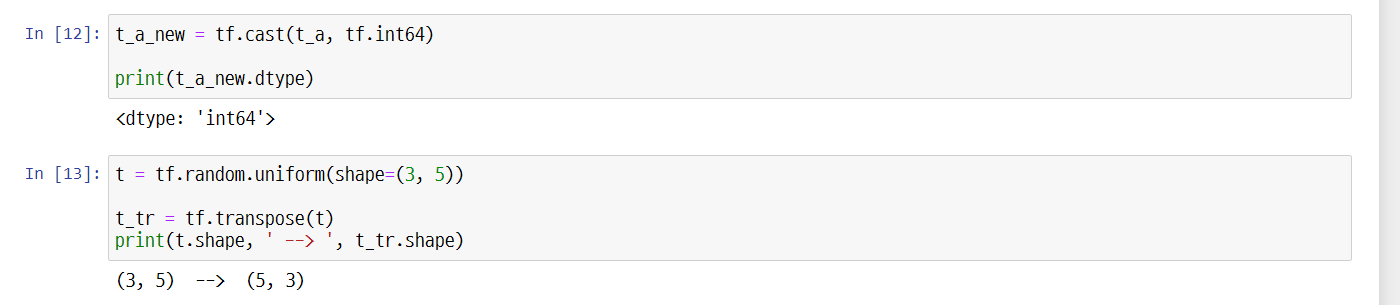 In [12]: t_a_new = tf.cast(t_a, tf.int64)
print(t_a_new.dtype)
<dtype: 'int64'>
In [13]: t = tf.random.uniform(shape=(3, 5))
t_tr = tf.transpose(t)
print(t.shape, ' --> ', t_tr.shape)
(3, 5)  -->  (5, 3)